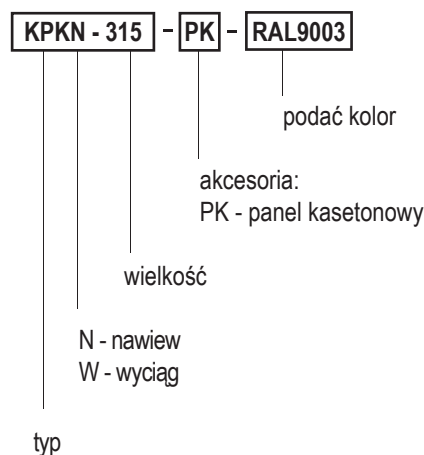 KPKN - 315 - PK - RAL9003
podać kolor
akcesoria:
PK - panel kasetonowy
wielkość
N - nawiew
W - wyciąg
typ